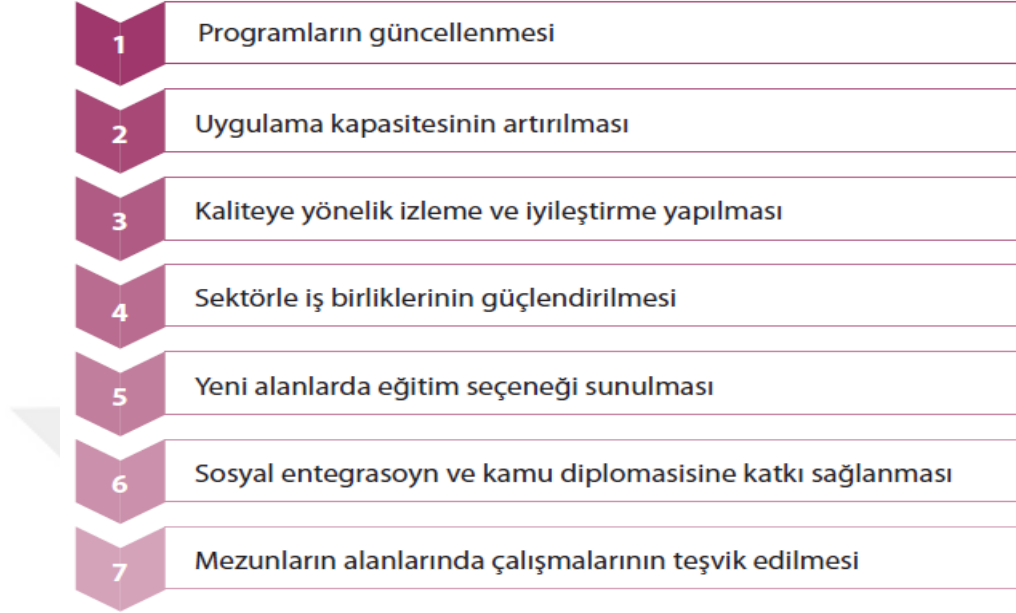 1 Programların güncellenmesi
2 Uygulama kapasitesinin artırılması
3 Kaliteye yönelik izleme ve iyileştirme yapılması
4 Sektörle iş birliklerinin güçlendirilmesi
5 Yeni alanlarda eğitim seçeneği sunulması
6 Sosyal entegrasoyn ve kamu diplomasisine katkı sağlanması
7 Mezunların alanlarında çalışmalarının teşvik edilmesi